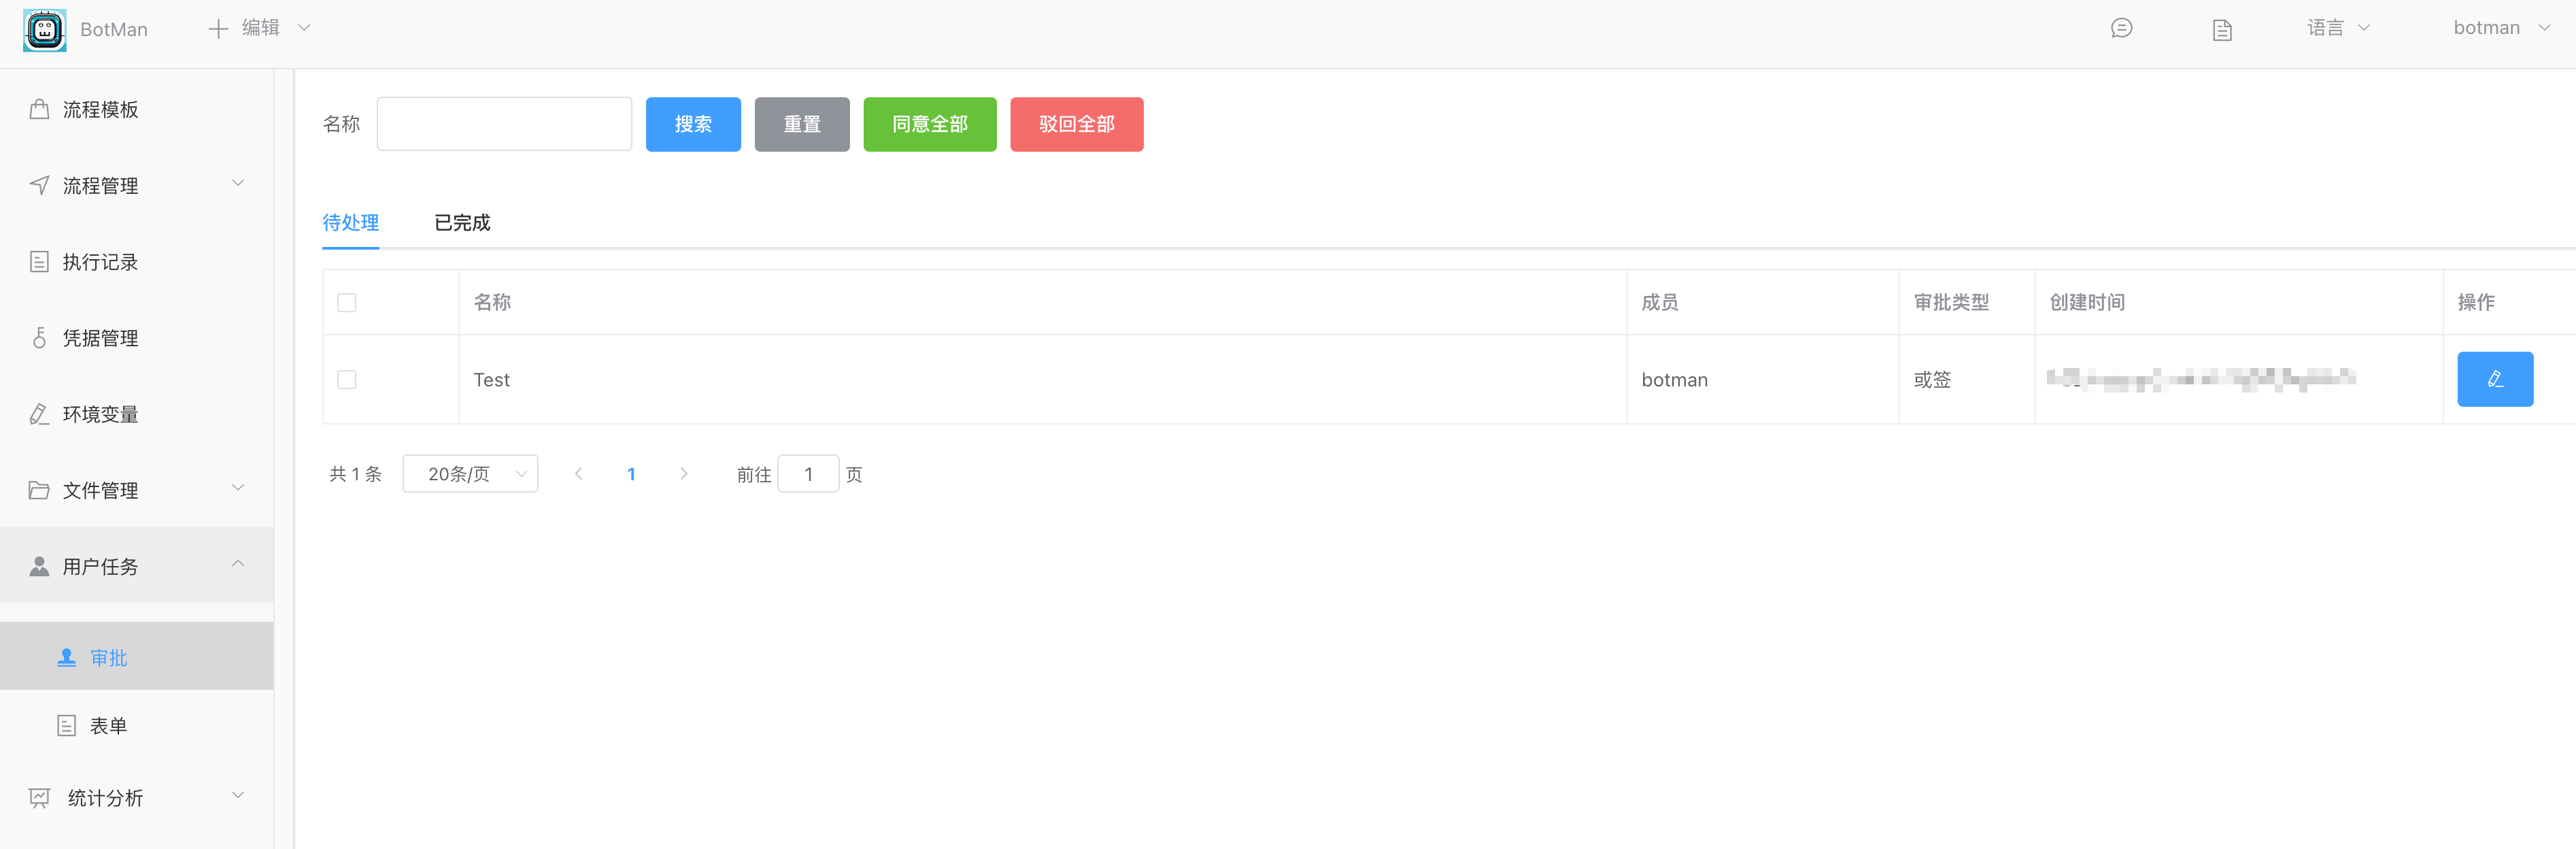 BotMan
编辑
语言
botman
流程模板
流程管理
执行记录
凭据管理
环境变量
文件管理
用户任务
审批
表单
统计分析
名称
搜索
重置
同意全部
驳回全部
待处理
已完成
名称 成员 审批类型 创建时间 操作
Test botman 或签
共 1 条 20条/页 1 前往 1 页